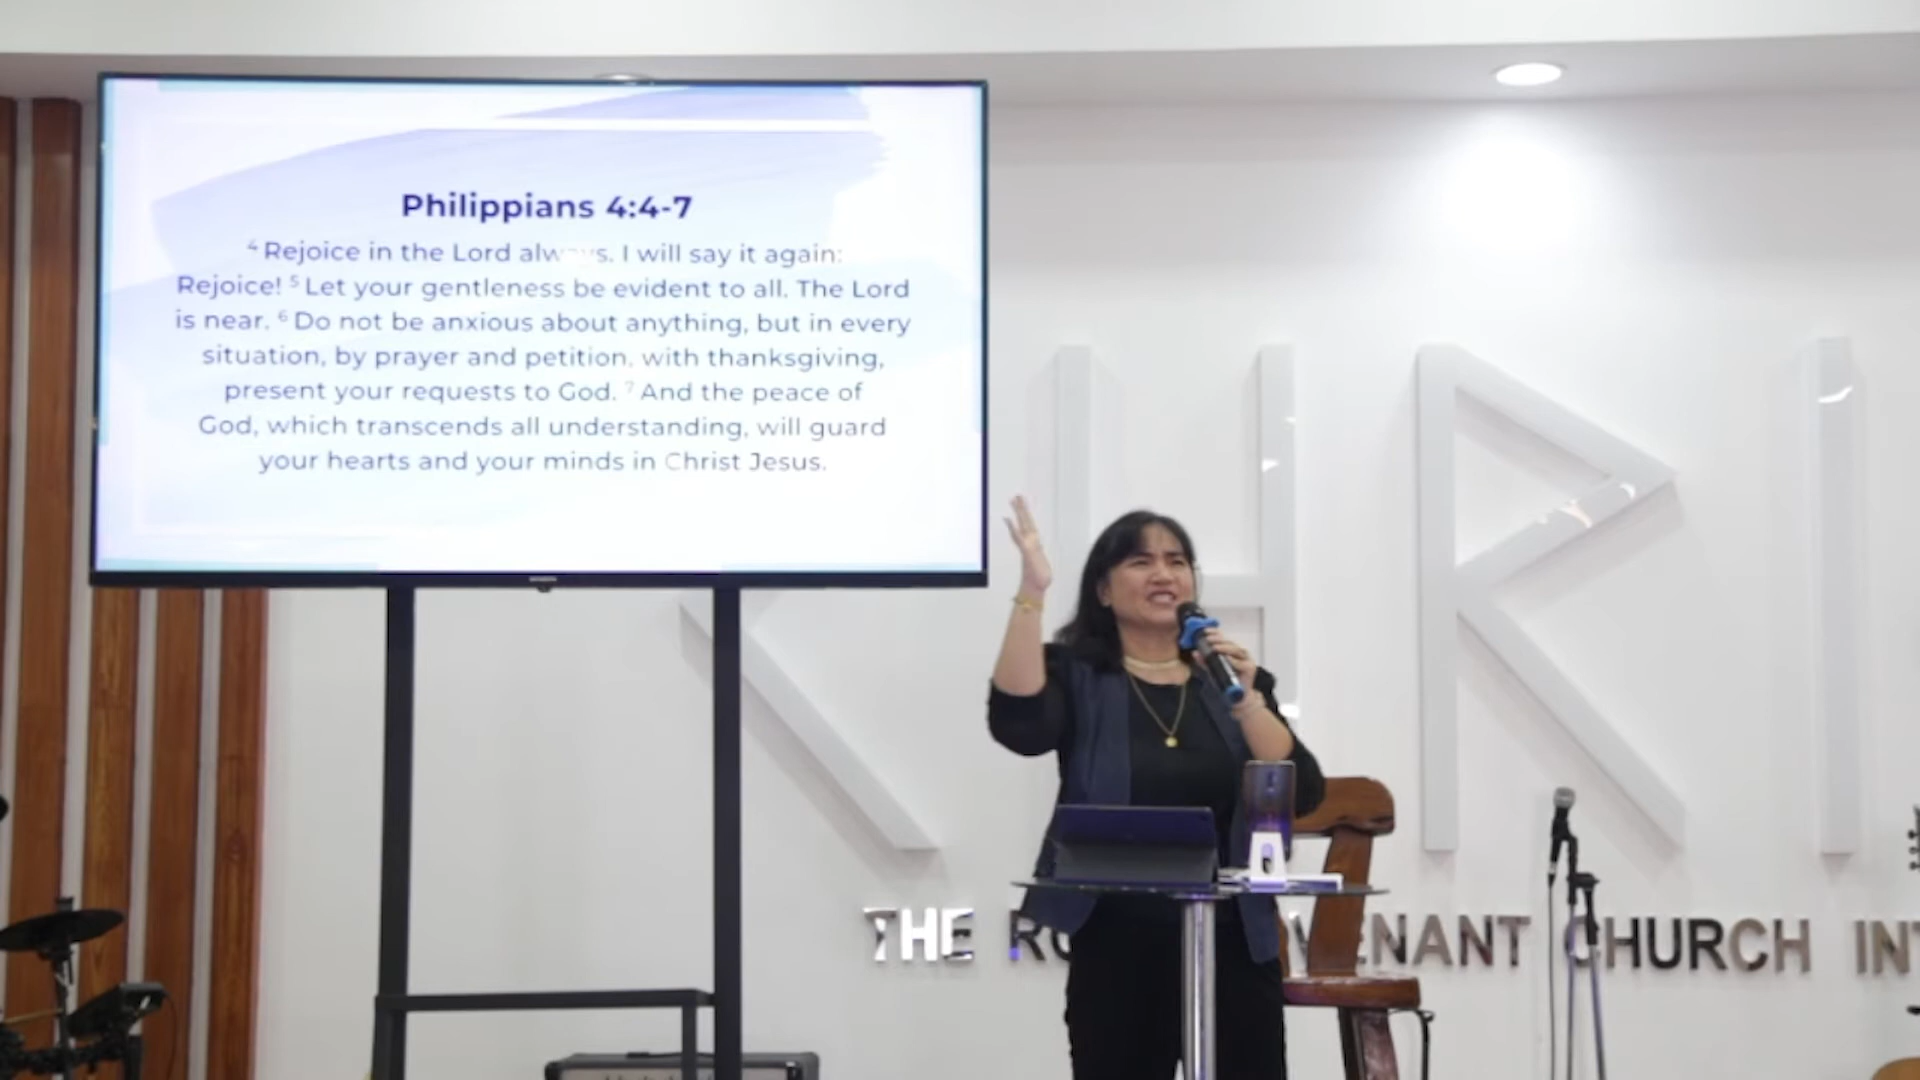 Philippians 4:4-7
⁴ Rejoice in the Lord always. I will say it again:
Rejoice! ⁵ Let your gentleness be evident to all. The Lord
is near. ⁶ Do not be anxious about anything, but in every
situation, by prayer and petition, with thanksgiving,
present your requests to God. ⁷ And the peace of
God, which transcends all understanding, will guard
your hearts and your minds in Christ Jesus.
HRI
THE CHURCH